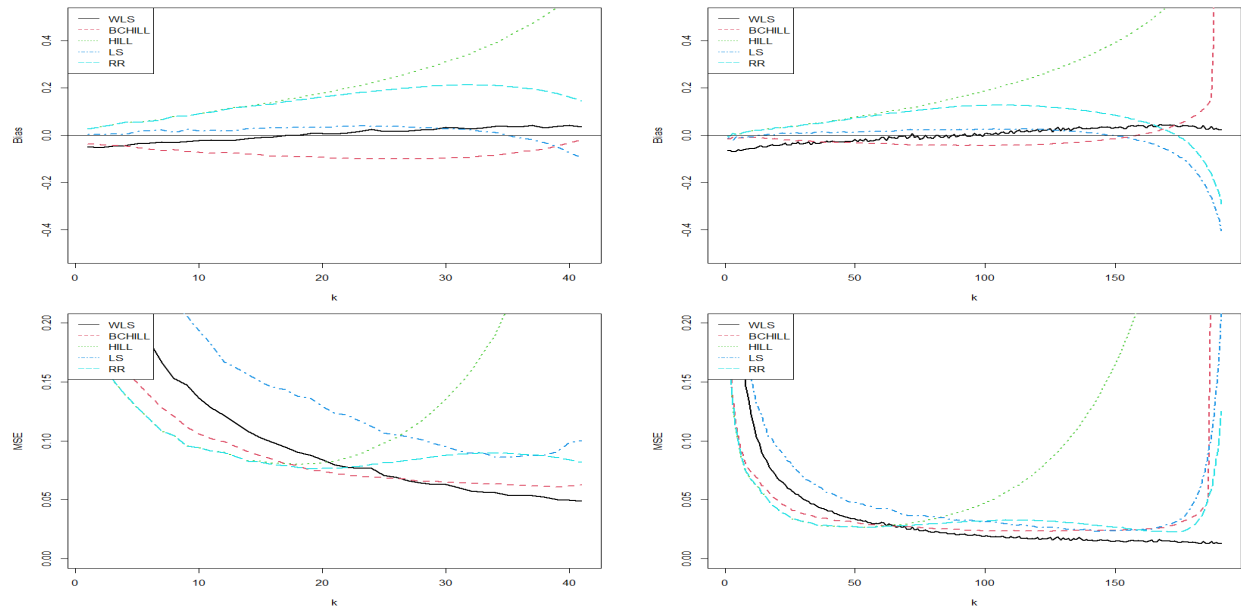 WLS
BCHILL
HILL
LS
RR
Bias
0.4
0.2
0.0
-0.2
-0.4
0 10 20 30 40
k
WLS
BCHILL
HILL
LS
RR
Bias
0.4
0.2
0.0
-0.2
-0.4
0 50 100 150
k
WLS
BCHILL
HILL
LS
RR
MSE
0.20
0.15
0.10
0.05
0.00
0 10 20 30 40
k
WLS
BCHILL
HILL
LS
RR
MSE
0.20
0.15
0.10
0.05
0.00
0 50 100 150
k